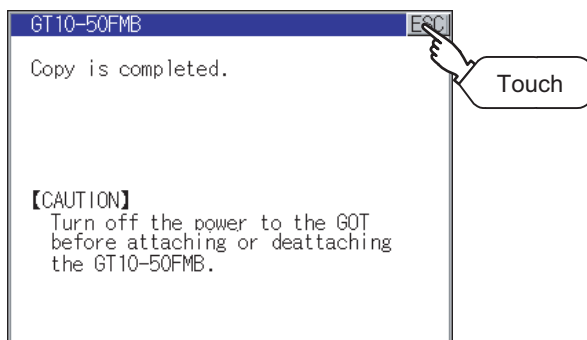 GT10-50FMB ESC
Copy is completed.
Touch
【CAUTION】
Turn off the power to the GOT
before attaching or deattaching
the GT10-50FMB.